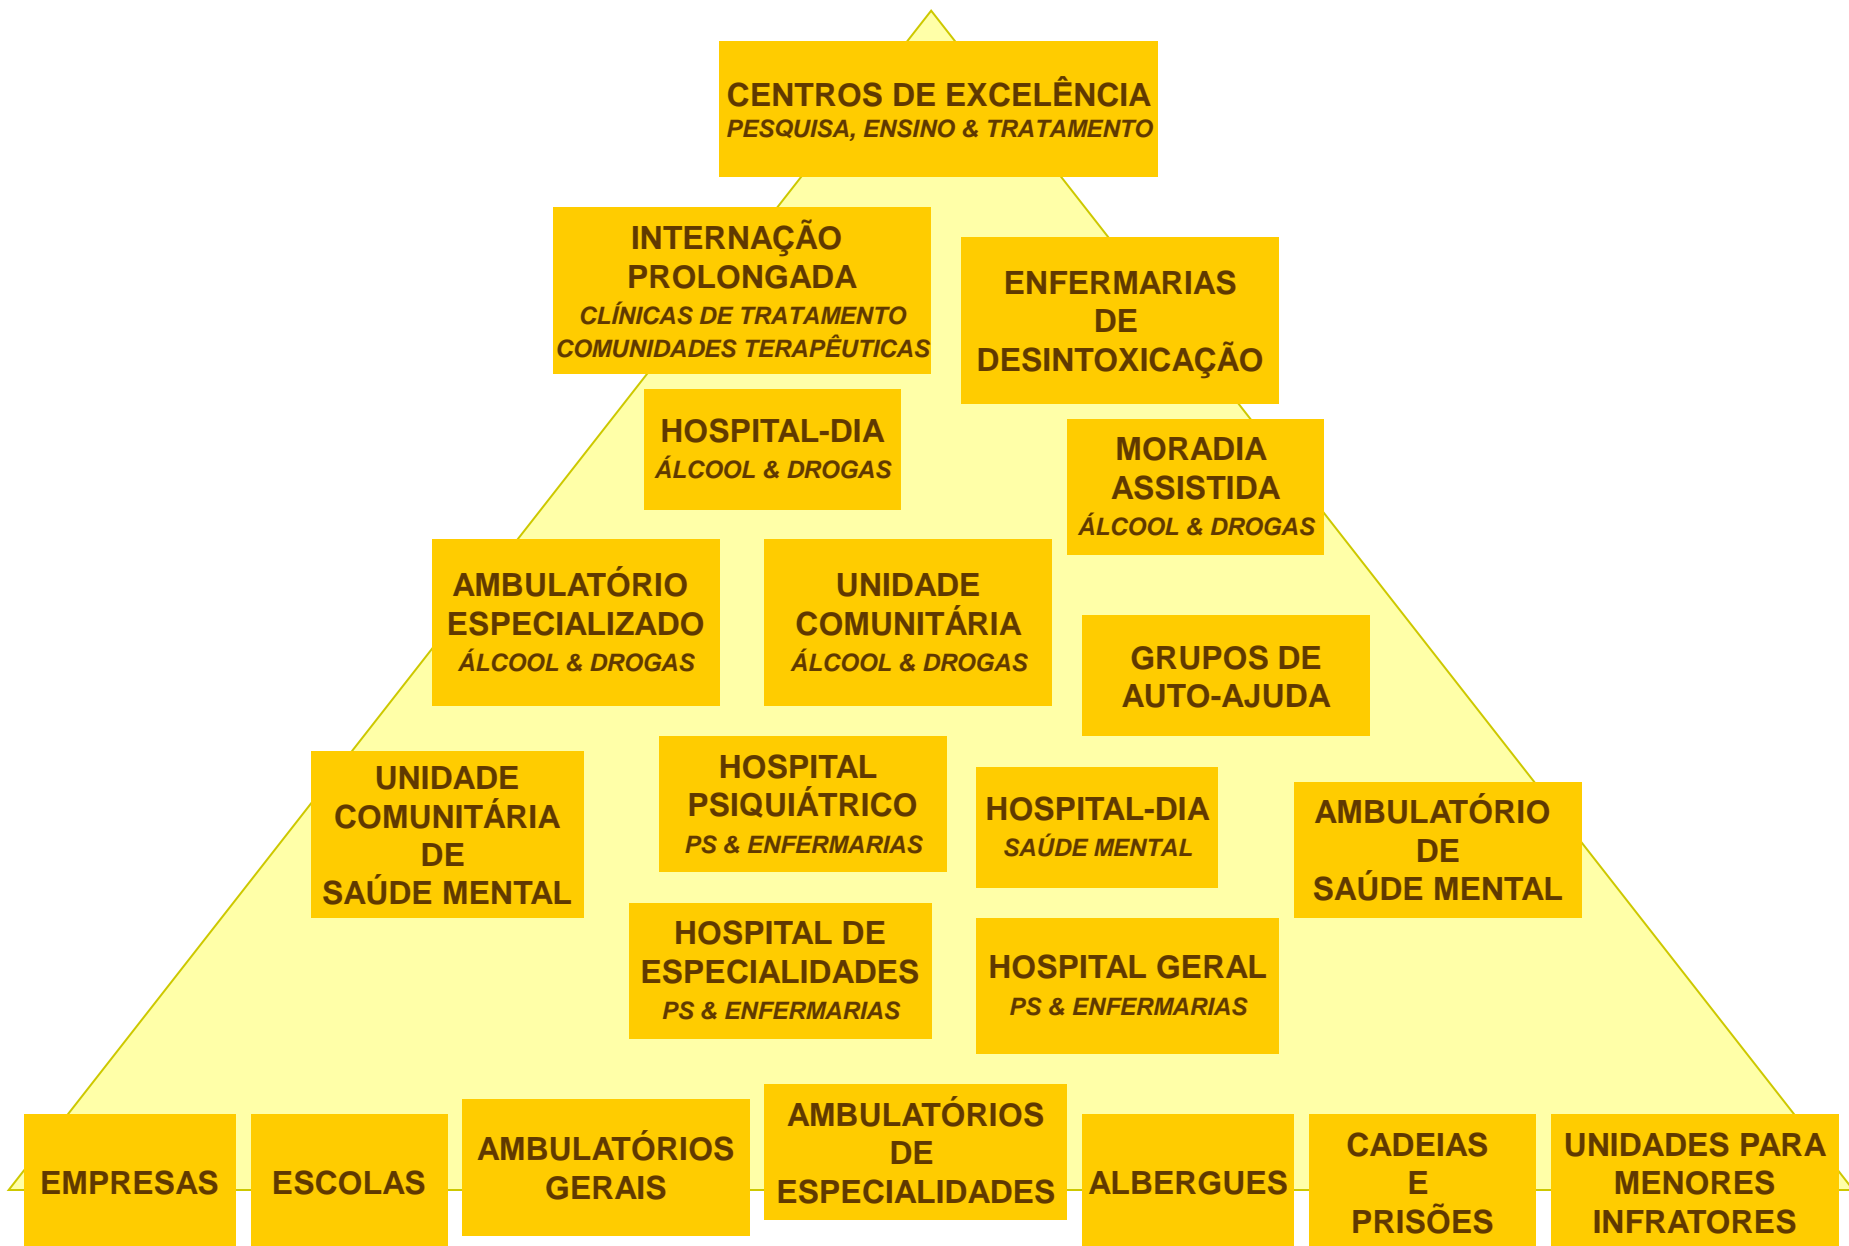 CENTROS DE EXCELÊNCIA
PESQUISA, ENSINO & TRATAMENTO
INTERNAÇÃO
PROLONGADA
CLÍNICAS DE TRATAMENTO
COMUNIDADES TERAPÊUTICAS
ENFERMARIAS
DE
DESINTOXICAÇÃO
HOSPITAL-DIA
ÁLCOOL & DROGAS
MORADIA
ASSISTIDA
ÁLCOOL & DROGAS
AMBULATÓRIO
ESPECIALIZADO
ÁLCOOL & DROGAS
UNIDADE
COMUNITÁRIA
ÁLCOOL & DROGAS
GRUPOS DE
AUTO-AJUDA
UNIDADE
COMUNITÁRIA
DE
SAÚDE MENTAL
HOSPITAL
PSIQUIÁTRICO
PS & ENFERMARIAS
HOSPITAL-DIA
SAÚDE MENTAL
AMBULATÓRIO
DE
SAÚDE MENTAL
HOSPITAL DE
ESPECIALIDADES
PS & ENFERMARIAS
HOSPITAL GERAL
PS & ENFERMARIAS
EMPRESAS
ESCOLAS
AMBULATÓRIOS
GERAIS
AMBULATÓRIOS
DE
ESPECIALIDADES
ALBERGUES
CADEIAS
E
PRISÕES
UNIDADES PARA
MENORES
INFRATORES